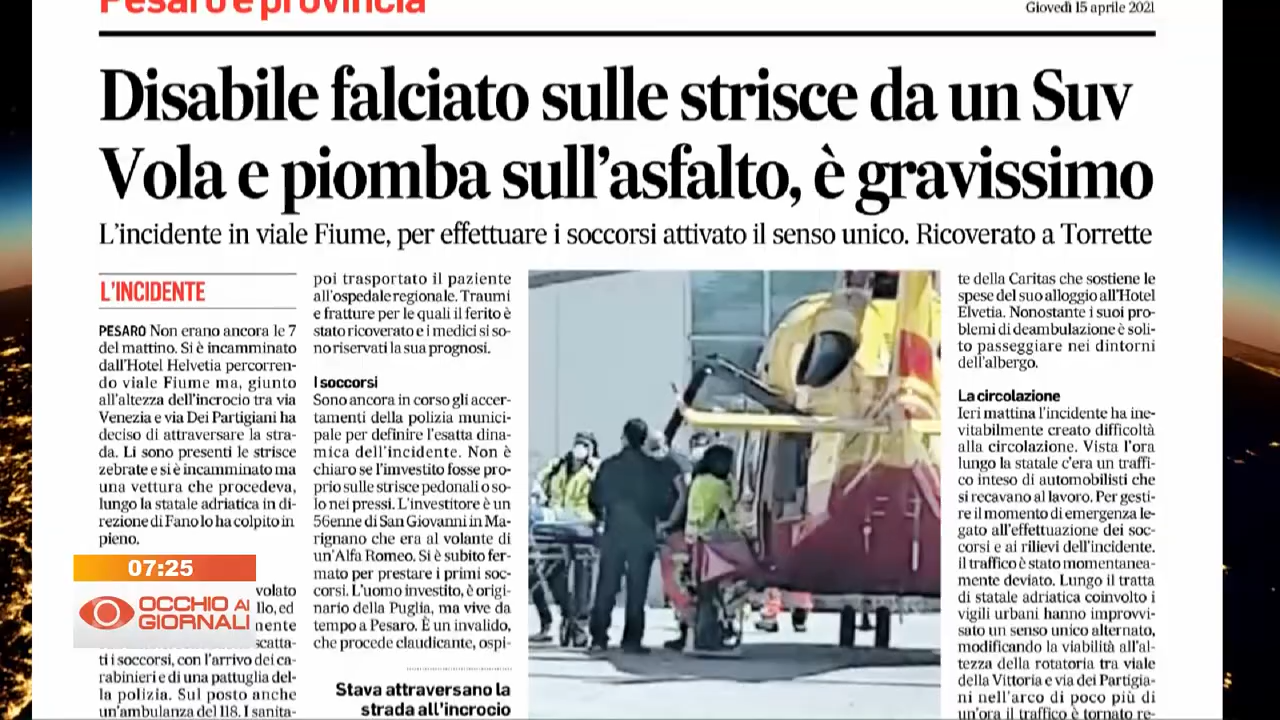 Pesaro e provincia
Giovedì 15 aprile 2021
Disabile falciato sulle strisce da un Suv
Vola e piomba sull'asfalto, è gravissimo
L'incidente in viale Fiume, per effettuare i soccorsi attivato il senso unico. Ricoverato a Torrette
L'INCIDENTE
PESARO Non erano ancora le 7
del mattino. Si è incamminato
dall'Hotel Helvetia percorren-
do viale Fiume ma, giunto
all'altezza dell'incrocio tra via
Venezia e via Dei Partigiani ha
deciso di attraversare la stra-
da. Lì sono presenti le strisce
zebrate e si è incamminato ma
una vettura che procedeva,
lungo la statale adriatica in di-
rezione di Fano lo ha colpito in
pieno.
volato
llo, ed
nente
scatta-
ti i soccorsi, con l'arrivo dei ca-
rabinieri e di una pattuglia del-
la polizia. Sul posto anche
un'ambulanza del 118. I sanita-
07:25
OCCHIO AI
GIORNALI
poi trasportato il paziente
all'ospedale regionale. Traumi
e fratture per le quali il ferito è
stato ricoverato e i medici si so-
no riservati la sua prognosi.
I soccorsi
Sono ancora in corso gli accer-
tamenti della polizia munici-
pale per definire l'esatta dina-
mica dell'incidente. Non è
chiaro se l'investito fosse pro-
prio sulle strisce pedonali o so-
lo nei pressi. L'investitore è un
56enne di San Giovanni in Ma-
rignano che era al volante di
un'Alfa Romeo. Si è subito fer-
mato per prestare i primi soc-
corsi. L'uomo investito, è origi-
nario della Puglia, ma vive da
tempo a Pesaro. È un invalido,
che procede claudicante, ospi-
Stava attraversano la
strada all'incrocio
te della Caritas che sostiene le
spese del suo alloggio all'Hotel
Elvetia. Nonostante i suoi pro-
blemi di deambulazione è soli-
to passeggiare nei dintorni
dell'albergo.
La circolazione
Ieri mattina l'incidente ha ine-
vitabilmente creato difficoltà
alla circolazione. Vista l'ora
lungo la statale c'era un traffi-
co inteso di automobilisti che
si recavano al lavoro. Per gesti-
re il momento di emergenza le-
gato all'effettuazione dei soc-
corsi e ai rilievi dell'incidente.
il traffico è stato momentanea-
mente deviato. Lungo il tratta
di statale adriatica coinvolto i
vigili urbani hanno improvvi-
sato un senso unico alternato,
modificando la viabilità all'al-
tezza della rotatoria tra viale
della Vittoria e via dei Partigia-
ni nell'arco di poco più di
un'ora il traffico è tornato re-